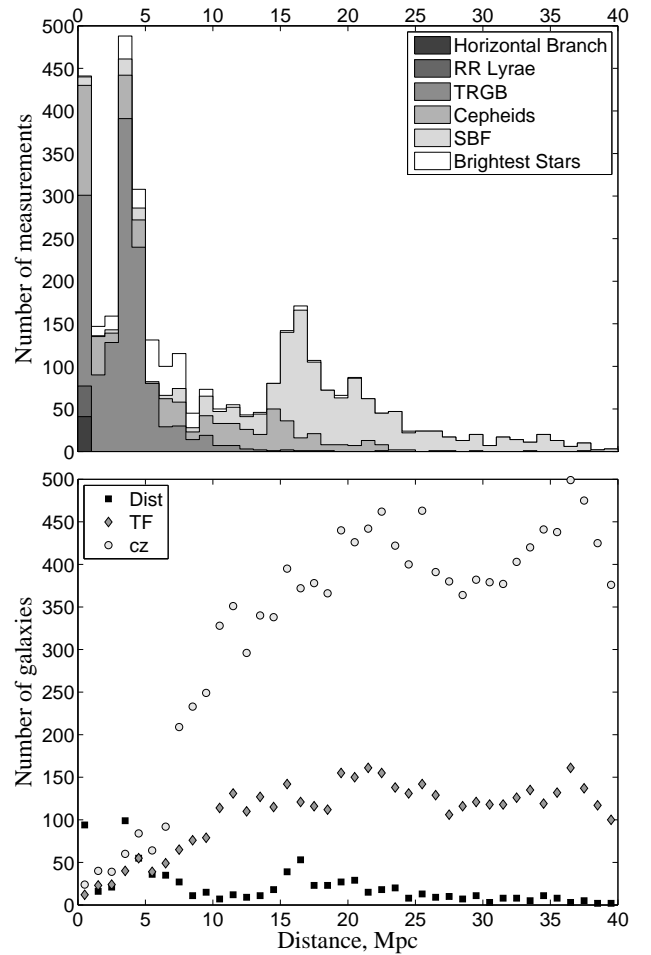 0 5 10 15 20 25 30 35 40
500
450
400
350
300
250
200
150
100
50
0
Number of measurements
Horizontal Branch
RR Lyrae
TRGB
Cepheids
SBF
Brightest Stars
500
450
400
350
300
250
200
150
100
50
0
Number of galaxies
Dist
TF
cz
0 5 10 15 20 25 30 35 40
Distance, Mpc